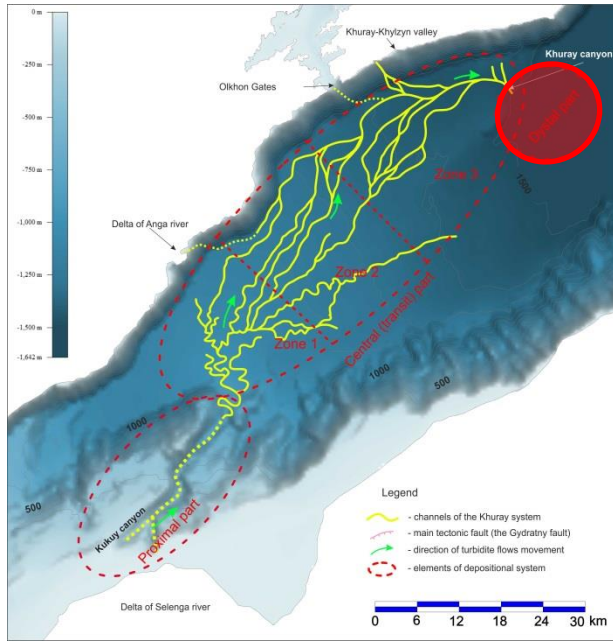 0 m
-250
-500
-750
-1,000
-1,250
-1,500
-1,642
Khuray-Khylzyn valley
Khuray canyon
Olkhon Gates
Distal part
Zone 3
1500
Delta of Anga river
Zone 2
Central (transit) part
Zone 1
1000
500
1000
500
Kukuy canyon
Proximal part
Delta of Selenga river
Legend
- channels of the Khuray system
- main tectonic fault (the Gydratny fault)
- direction of turbidite flows movement
- elements of depositional system
0 6 12 18 24 30 km